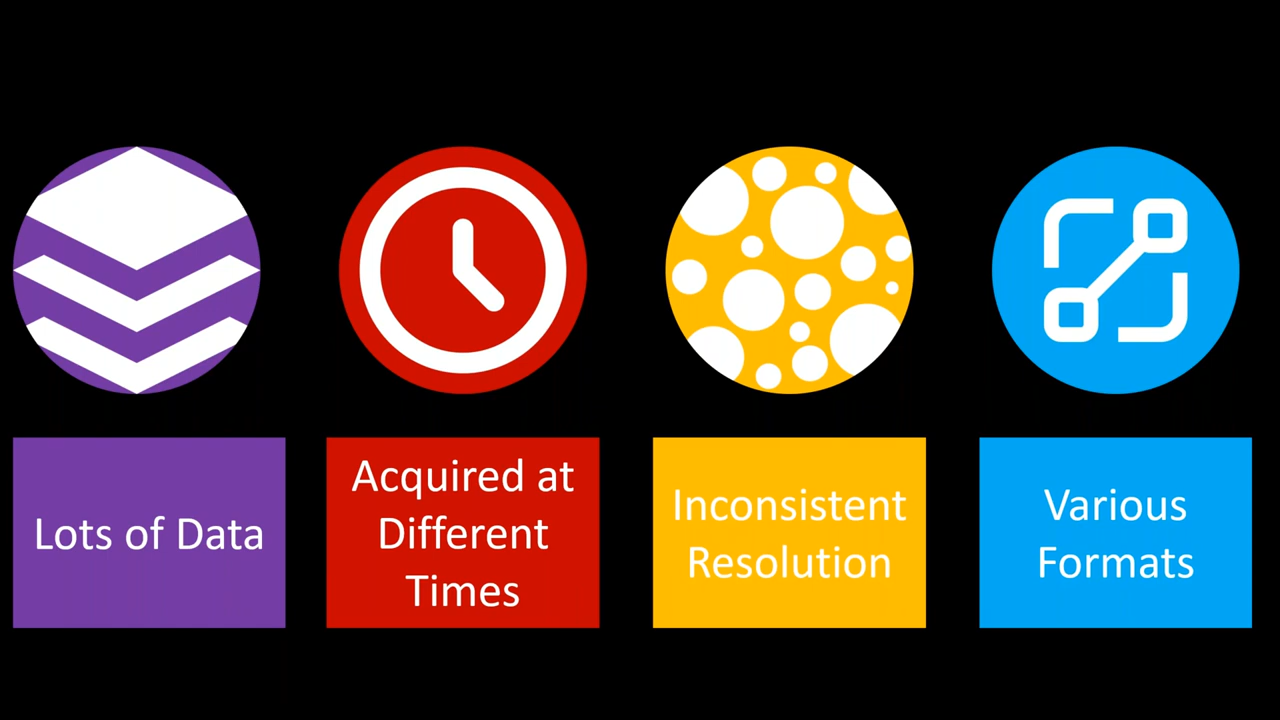 Lots of Data
Acquired at
Different
Times
Inconsistent
Resolution
Various
Formats